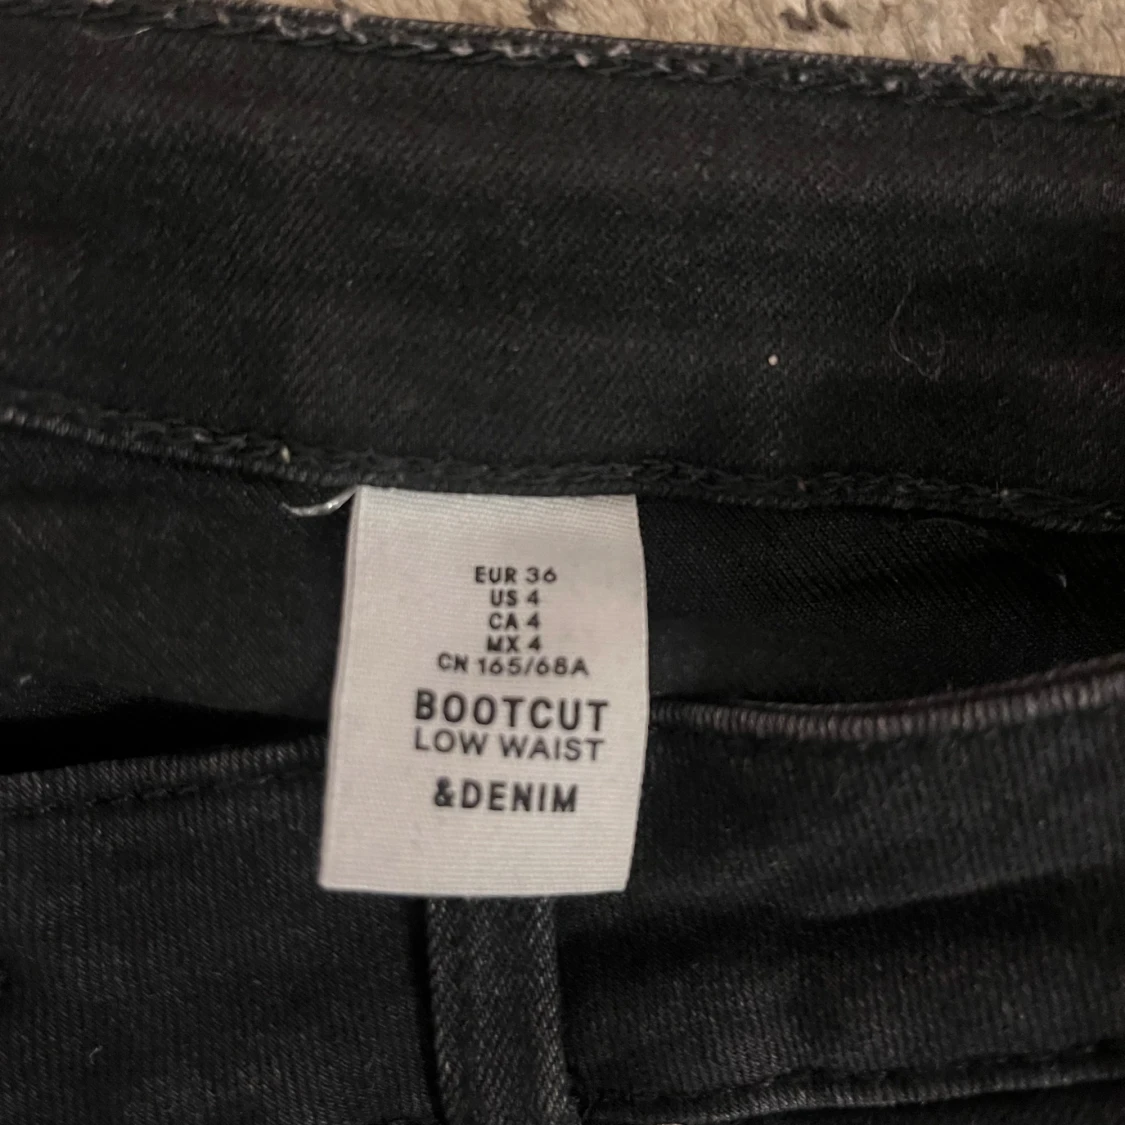 EUR 36
US 4
CA 4
MX 4
CN 165/68A
BOOTCUT
LOW WAIST
&DENIM